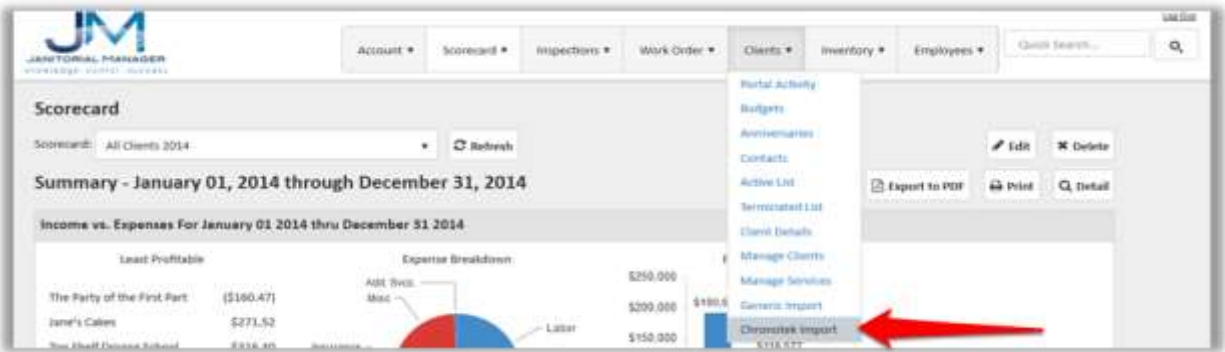 Log Out
JM
JANITORIAL MANAGER
Account ▾ Scorecard ▾ Inspections ▾ Work Order ▾ Clients ▾ Inventory ▾ Employees ▾ Quick Search...
Portal Activity
Budgets
Anniversaries
Contacts
Active List
Terminated List
Client Details
Manage Clients
Manage Services
Generic Import
Chronotek Import
Scorecard
Scorecard: All Clients 2014 Refresh Edit Delete
Summary - January 01, 2014 through December 31, 2014 Export to PDF Print Detail
Income vs. Expenses For January 01 2014 thru December 31 2014
Least Profitable
The Party of the First Part ($160.47)
Jane's Cakes $271.52
Expense Breakdown
Add. Svcs.
Misc
Labor
Insurance
$250,000
$200,000
$150,000